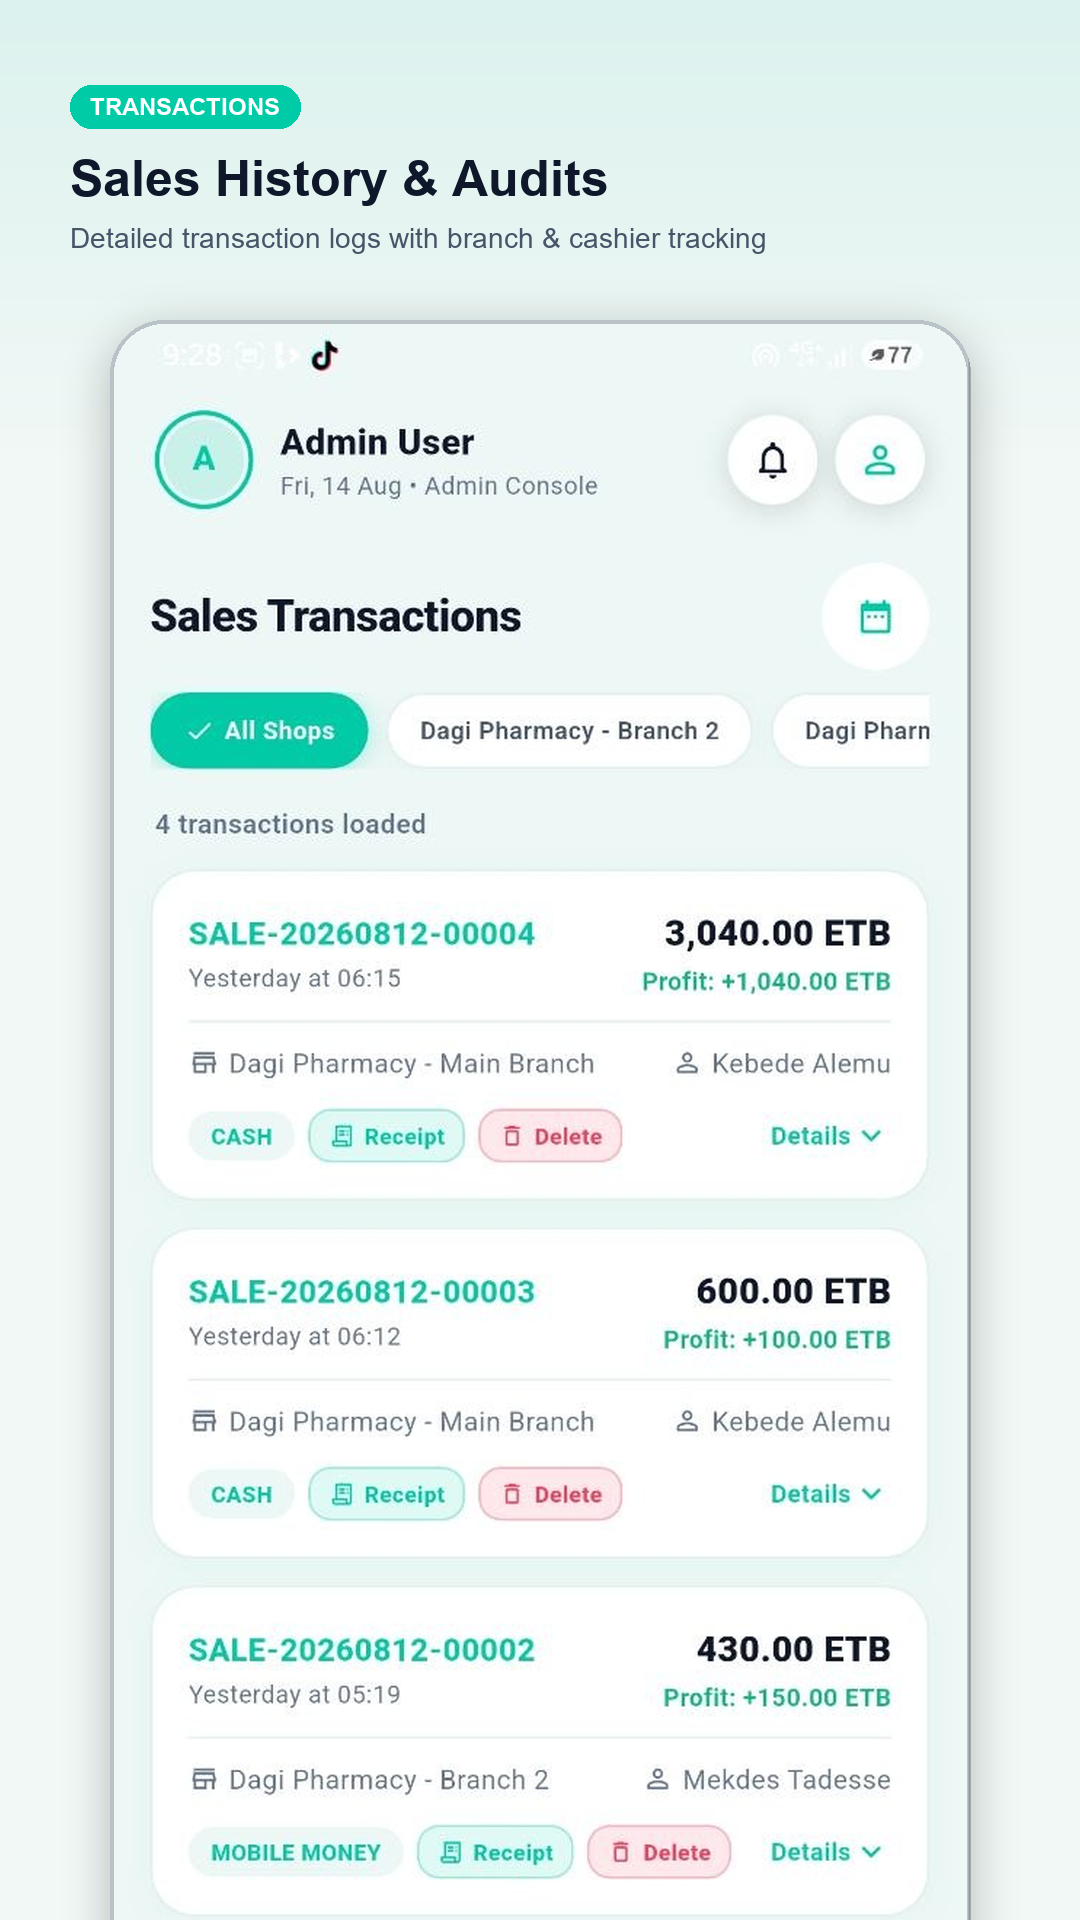 TRANSACTIONS
Sales History & Audits
Detailed transaction logs with branch & cashier tracking
9:28
77
A
Admin User
Fri, 14 Aug • Admin Console
Sales Transactions
All Shops
Dagi Pharmacy - Branch 2
Dagi Pharm
4 transactions loaded
SALE-20260812-00004
3,040.00 ETB
Yesterday at 06:15
Profit: +1,040.00 ETB
Dagi Pharmacy - Main Branch
Kebede Alemu
CASH
Receipt
Delete
Details
SALE-20260812-00003
600.00 ETB
Yesterday at 06:12
Profit: +100.00 ETB
Dagi Pharmacy - Main Branch
Kebede Alemu
CASH
Receipt
Delete
Details
SALE-20260812-00002
430.00 ETB
Yesterday at 05:19
Profit: +150.00 ETB
Dagi Pharmacy - Branch 2
Mekdes Tadesse
MOBILE MONEY
Receipt
Delete
Details